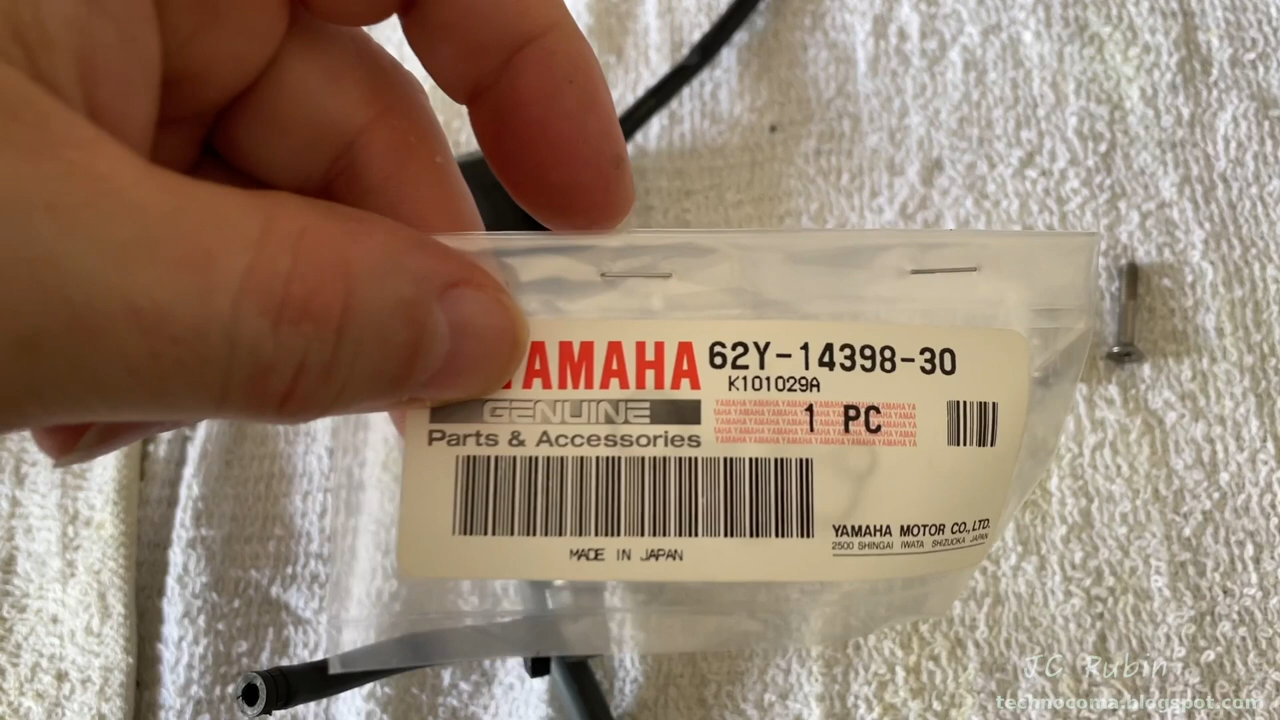 YAMAHA 62Y-14398-30
K101029A
GENUINE
1 PC
Parts & Accessories
YAMAHA MOTOR CO., LTD.
2500 SHINGAI IWATA SHIZUOKA JAPAN
MADE IN JAPAN
JG Rubin
technocoma.blogspot.com